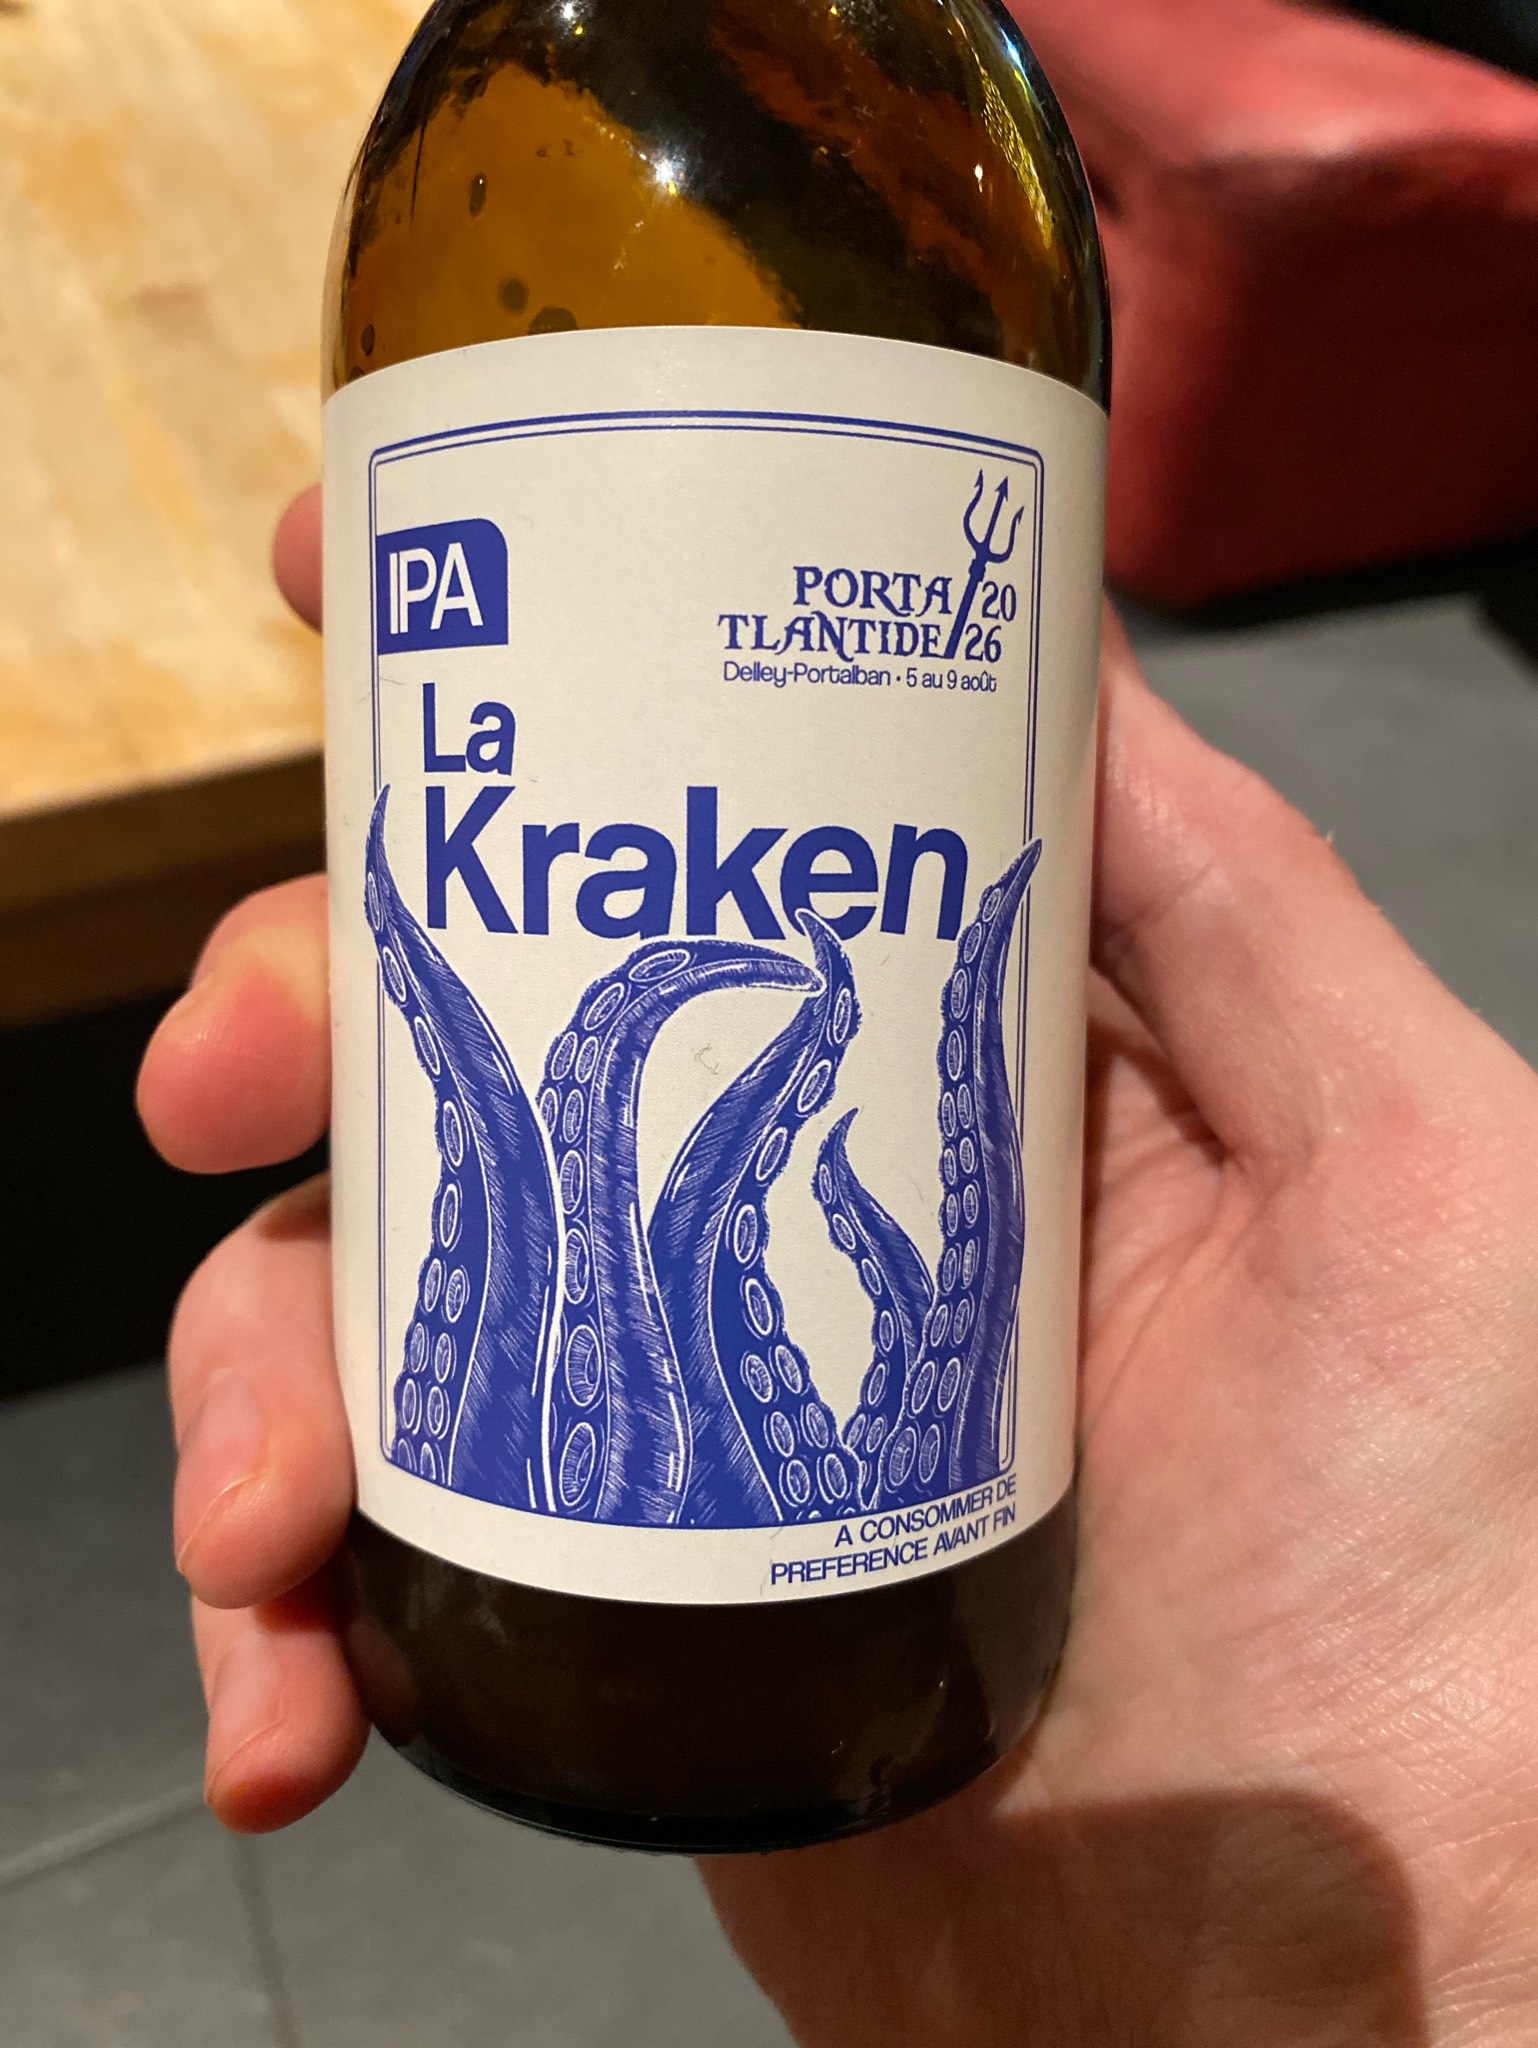 IPA
PORTA 20
TLANTIDE 26
Delley-Portalban • 5 au 9 août
La
Kraken
A CONSOMMER DE
PREFERENCE AVANT FIN